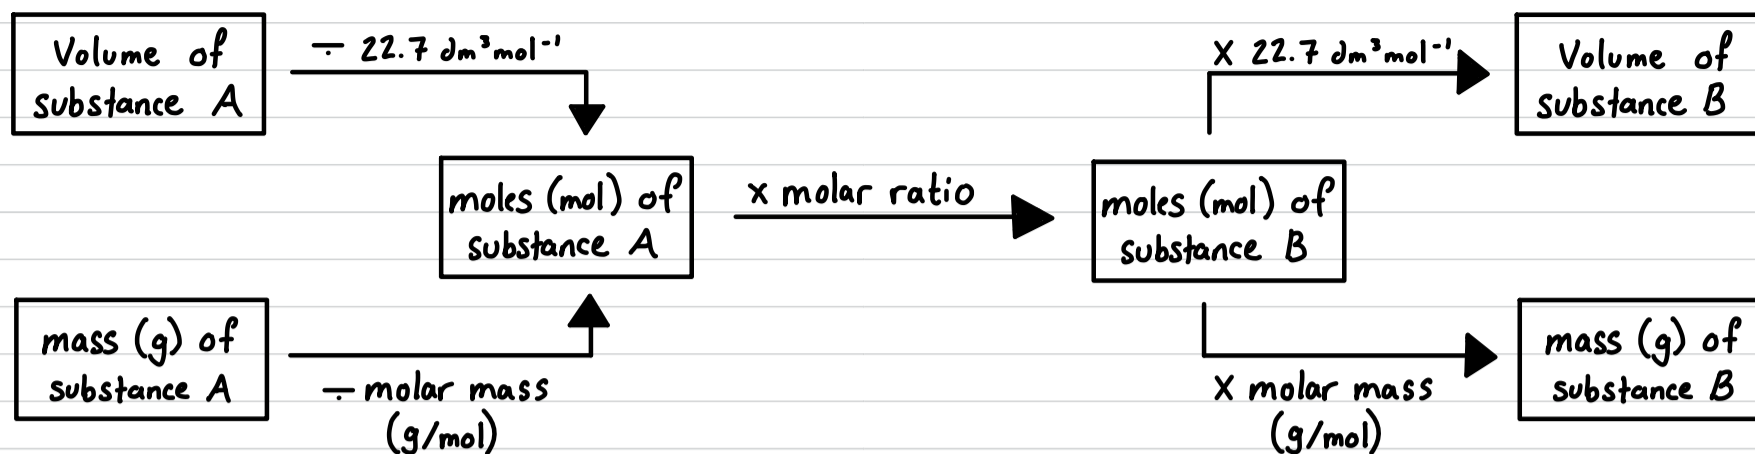 Volume of
substance A
÷ 22.7 dm³mol⁻¹
x 22.7 dm³mol⁻¹
Volume of
substance B
moles (mol) of
substance A
x molar ratio
moles (mol) of
substance B
mass (g) of
substance A
÷ molar mass
(g/mol)
x molar mass
(g/mol)
mass (g) of
substance B